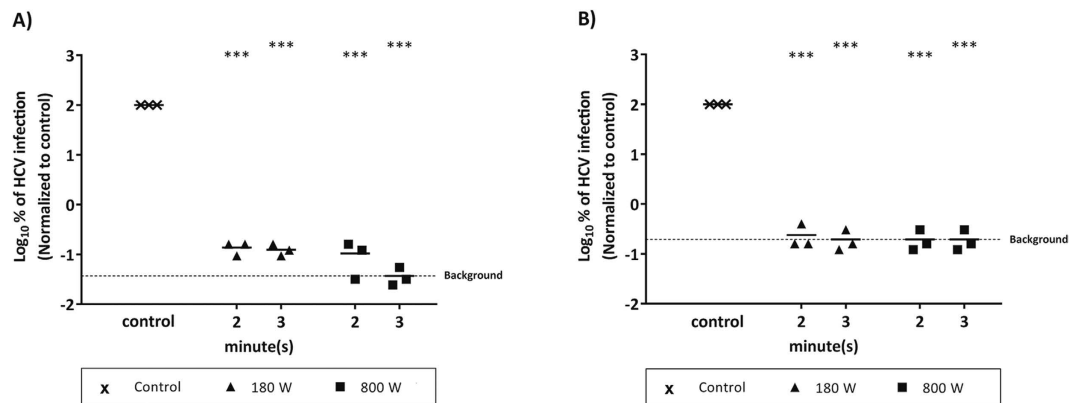 A)
*** *** *** ***
3
2
1
0
-1
-2
Log10 % of HCV infection
(Normalized to control)
Background
control 2 3 2 3
minute(s)
x Control 180 W 800 W
B)
*** *** *** ***
3
2
1
0
-1
-2
Log10 % of HCV infection
(Normalized to control)
Background
control 2 3 2 3
minute(s)
x Control 180 W 800 W